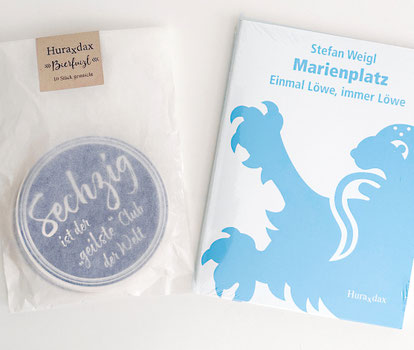 Huraxdax
Bierfuizl
10 Stück gemischt
Sechzig
ist der
„geilste“ Club
der Welt
Stefan Weigl
Marienplatz
Einmal Löwe, immer Löwe
Huraxdax